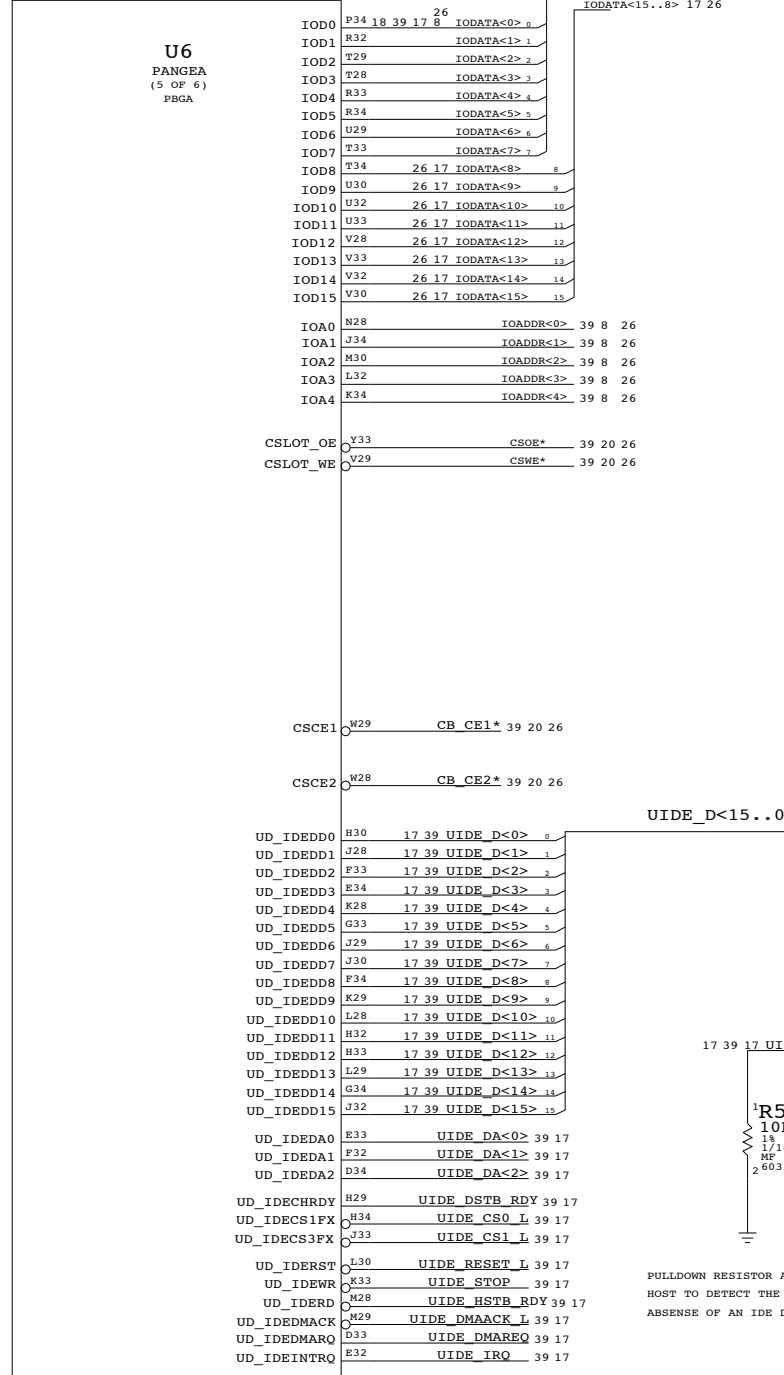 26
IODATA<15..8> 17 26
U6
PANGEA
(5 OF 6)
PBGA
IOD0 P34 18 39 17 8 IODATA<0> 0
IOD1 R32 IODATA<1> 1
IOD2 T29 IODATA<2> 2
IOD3 T28 IODATA<3> 3
IOD4 R33 IODATA<4> 4
IOD5 R34 IODATA<5> 5
IOD6 U29 IODATA<6> 6
IOD7 T33 IODATA<7> 7
IOD8 T34 26 17 IODATA<8> 8
IOD9 U30 26 17 IODATA<9> 9
IOD10 U32 26 17 IODATA<10> 10
IOD11 U33 26 17 IODATA<11> 11
IOD12 V28 26 17 IODATA<12> 12
IOD13 V33 26 17 IODATA<13> 13
IOD14 V32 26 17 IODATA<14> 14
IOD15 V30 26 17 IODATA<15> 15
IOA0 N28 IOADDR<0> 39 8 26
IOA1 J34 IOADDR<1> 39 8 26
IOA2 M30 IOADDR<2> 39 8 26
IOA3 L32 IOADDR<3> 39 8 26
IOA4 K34 IOADDR<4> 39 8 26
CSLOT_OE Y33 CSOE* 39 20 26
CSLOT_WE V29 CSWE* 39 20 26
CSCE1 W29 CB_CE1* 39 20 26
CSCE2 W28 CB_CE2* 39 20 26
UIDE_D<15..0
UD_IDEDD0 H30 17 39 UIDE_D<0> 0
UD_IDEDD1 J28 17 39 UIDE_D<1> 1
UD_IDEDD2 F33 17 39 UIDE_D<2> 2
UD_IDEDD3 E34 17 39 UIDE_D<3> 3
UD_IDEDD4 K28 17 39 UIDE_D<4> 4
UD_IDEDD5 G33 17 39 UIDE_D<5> 5
UD_IDEDD6 J29 17 39 UIDE_D<6> 6
UD_IDEDD7 J30 17 39 UIDE_D<7> 7
UD_IDEDD8 F34 17 39 UIDE_D<8> 8
UD_IDEDD9 K29 17 39 UIDE_D<9> 9
UD_IDEDD10 L28 17 39 UIDE_D<10> 10
UD_IDEDD11 H32 17 39 UIDE_D<11> 11
UD_IDEDD12 H33 17 39 UIDE_D<12> 12
UD_IDEDD13 L29 17 39 UIDE_D<13> 13
UD_IDEDD14 G34 17 39 UIDE_D<14> 14
UD_IDEDD15 J32 17 39 UIDE_D<15> 15
17 39 17 UI
1 R5
10
1%
1/1
MF
2 603
UD_IDEDA0 E33 UIDE_DA<0> 39 17
UD_IDEDA1 F32 UIDE_DA<1> 39 17
UD_IDEDA2 D34 UIDE_DA<2> 39 17
UD_IDECHRDY H29 UIDE_DSTB_RDY 39 17
UD_IDECS1FX H34 UIDE_CS0_L 39 17
UD_IDECS3FX J33 UIDE_CS1_L 39 17
UD_IDERST L30 UIDE_RESET_L 39 17
UD_IDEWR K33 UIDE_STOP 39 17
UD_IDERD M28 UIDE_HSTB_RDY 39 17
UD_IDEDMACK M29 UIDE_DMAACK_L 39 17
UD_IDEDMARQ D33 UIDE_DMAREQ 39 17
UD_IDEINTRQ E32 UIDE_IRQ 39 17
PULLDOWN RESISTOR A
HOST TO DETECT THE
ABSENSE OF AN IDE D